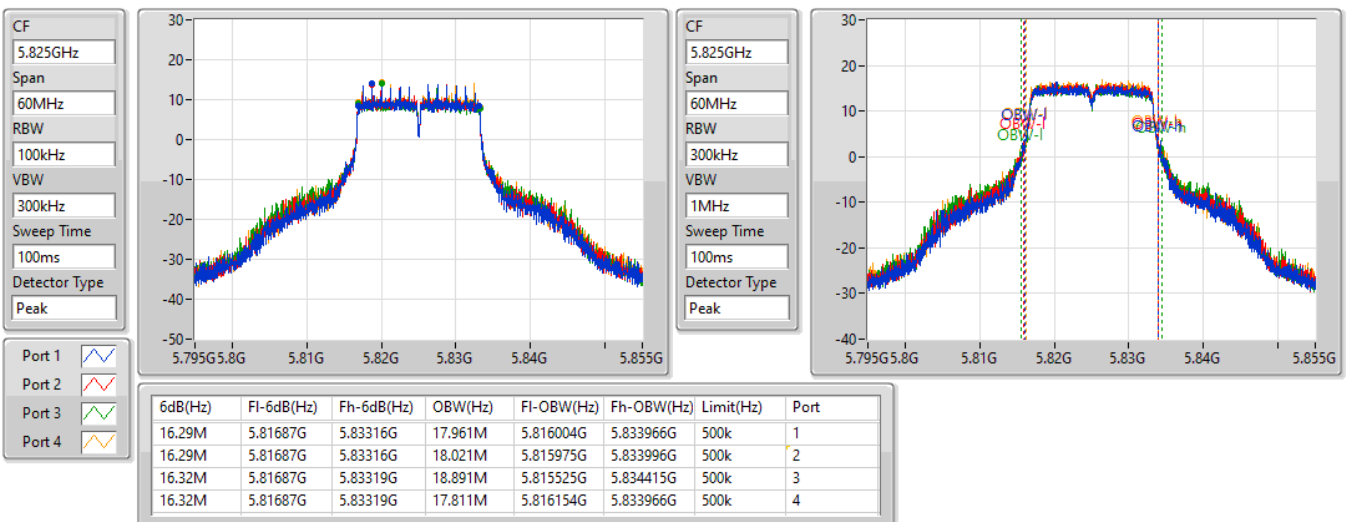 CF
5.825GHz
Span
60MHz
RBW
100kHz
VBW
300kHz
Sweep Time
100ms
Detector Type
Peak
30
20
10
0
-10
-20
-30
-40
-50
5.795G 5.8G 5.81G 5.82G 5.83G 5.84G 5.855G
CF
5.825GHz
Span
60MHz
RBW
300kHz
VBW
1MHz
Sweep Time
100ms
Detector Type
Peak
30
20
10
0
-10
-20
-30
-40
OBW-l
OBW-l
OBW-l
OBW-h
5.795G 5.8G 5.81G 5.82G 5.83G 5.84G 5.855G
Port 1
Port 2
Port 3
Port 4
6dB(Hz) Fl-6dB(Hz) Fh-6dB(Hz) OBW(Hz) Fl-OBW(Hz) Fh-OBW(Hz) Limit(Hz) Port
16.29M 5.81687G 5.83316G 17.961M 5.816004G 5.833966G 500k 1
16.29M 5.81687G 5.83316G 18.021M 5.815975G 5.833996G 500k 2
16.32M 5.81687G 5.83319G 18.891M 5.815525G 5.834415G 500k 3
16.32M 5.81687G 5.83319G 17.811M 5.816154G 5.833966G 500k 4